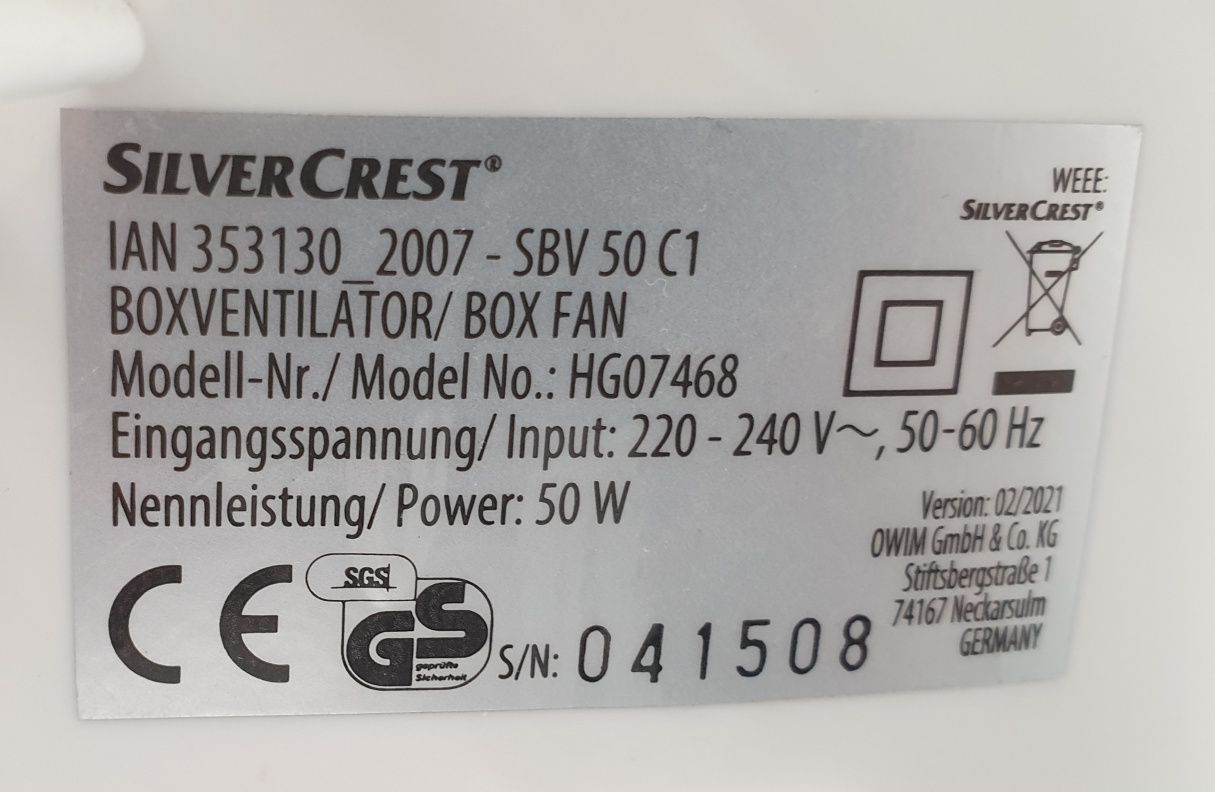 SILVERCREST®
IAN 353130_2007 - SBV 50 C1
BOXVENTILATOR/ BOX FAN
Modell-Nr./ Model No.: HG07468
Eingangsspannung/ Input: 220 - 240 V~, 50-60 Hz
Nennleistung/ Power: 50 W
WEEE:
SILVERCREST®
Version: 02/2021
OWIM GmbH & Co. KG
Stiftsbergstraße 1
74167 Neckarsulm
GERMANY
CE
SGS
GS
geprüfte
Sicherheit
S/N: 041508